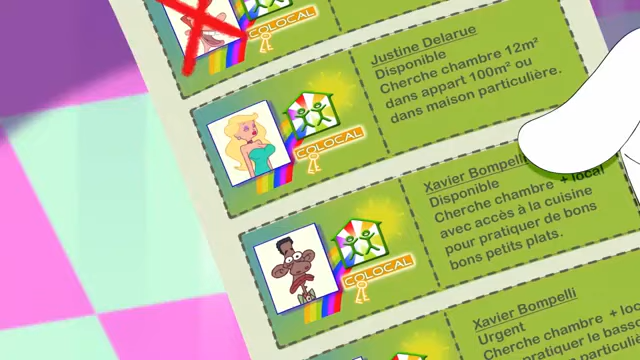 COLOCAL
Justine Delarue
Disponible
Cherche chambre 12m²
dans appart 100m² ou
dans maison particulière.
COLOCAL
Xavier Bompelli
Disponible
Cherche chambre + local
avec accès à la cuisine
pour pratiquer de bons
bons petits plats.
COLOCAL
Xavier Bompelli
Urgent
Cherche chambre + loc
pratiquer le basso
particuli